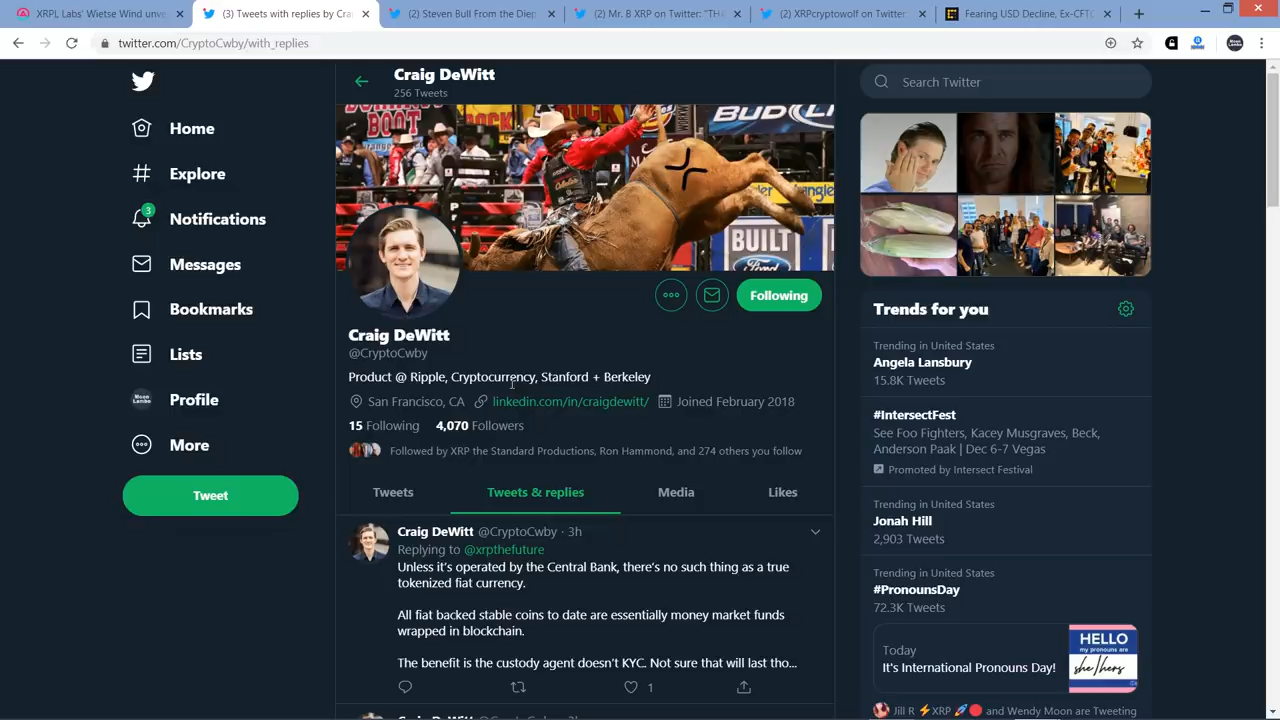 XRPL Labs' Wietse Wind unve
(3) Tweets with replies by Cra
(2) Steven Bull From the Diep
(2) Mr. B XRP on Twitter: "THA
(2) XRPcryptowolf on Twitter:
Fearing USD Decline, Ex-CFTC
twitter.com/CryptoCwby/with_replies
Craig DeWitt
256 Tweets
Search Twitter
Home
Explore
3
Notifications
Messages
Bookmarks
Lists
Profile
More
Tweet
BOOT
BUD
BUILT
Ford
Following
Craig DeWitt
@CryptoCwby
Product @ Ripple, Cryptocurrency, Stanford + Berkeley
San Francisco, CA linkedin.com/in/craigdewitt/ Joined February 2018
15 Following 4,070 Followers
Followed by XRP the Standard Productions, Ron Hammond, and 274 others you follow
Tweets Tweets & replies Media Likes
Craig DeWitt @CryptoCwby · 3h
Replying to @xrpthefuture
Unless it's operated by the Central Bank, there's no such thing as a true
tokenized fiat currency.
All fiat backed stable coins to date are essentially money market funds
wrapped in blockchain.
The benefit is the custody agent doesn't KYC. Not sure that will last tho...
1
Trends for you
Trending in United States
Angela Lansbury
15.8K Tweets
#IntersectFest
See Foo Fighters, Kacey Musgraves, Beck,
Anderson Paak | Dec 6-7 Vegas
Promoted by Intersect Festival
Trending in United States
Jonah Hill
2,903 Tweets
Trending in United States
#PronounsDay
72.3K Tweets
Today
It's International Pronouns Day!
HELLO
my pronouns are
she/hers
Jill R XRP and Wendy Moon are Tweeting